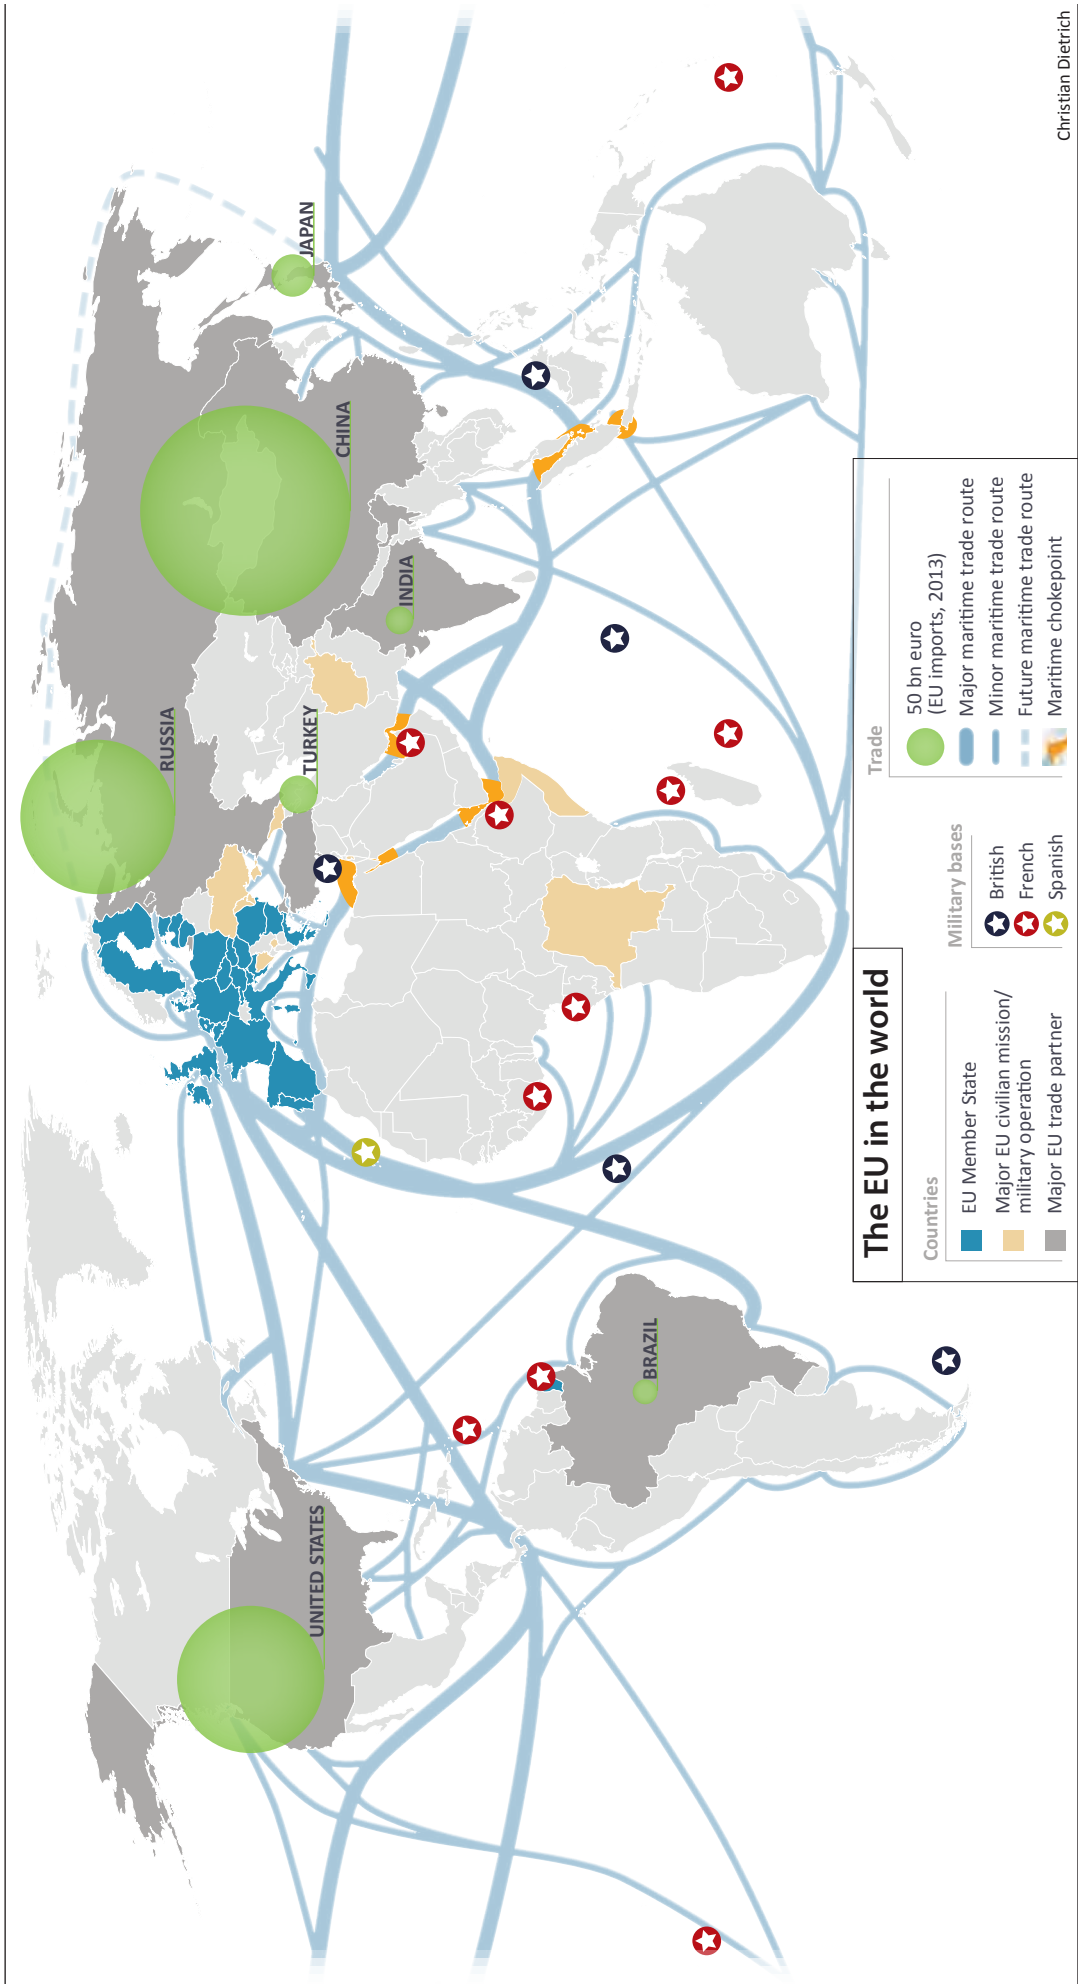 UNITED STATES
BRAZIL
RUSSIA
TURKEY
INDIA
CHINA
JAPAN
The EU in the world
Countries
EU Member State
Major EU civilian mission/
military operation
Major EU trade partner
Military bases
British
French
Spanish
Trade
50 bn euro
(EU imports, 2013)
Major maritime trade route
Minor maritime trade route
Future maritime trade route
Maritime chokepoint
Christian Dietrich